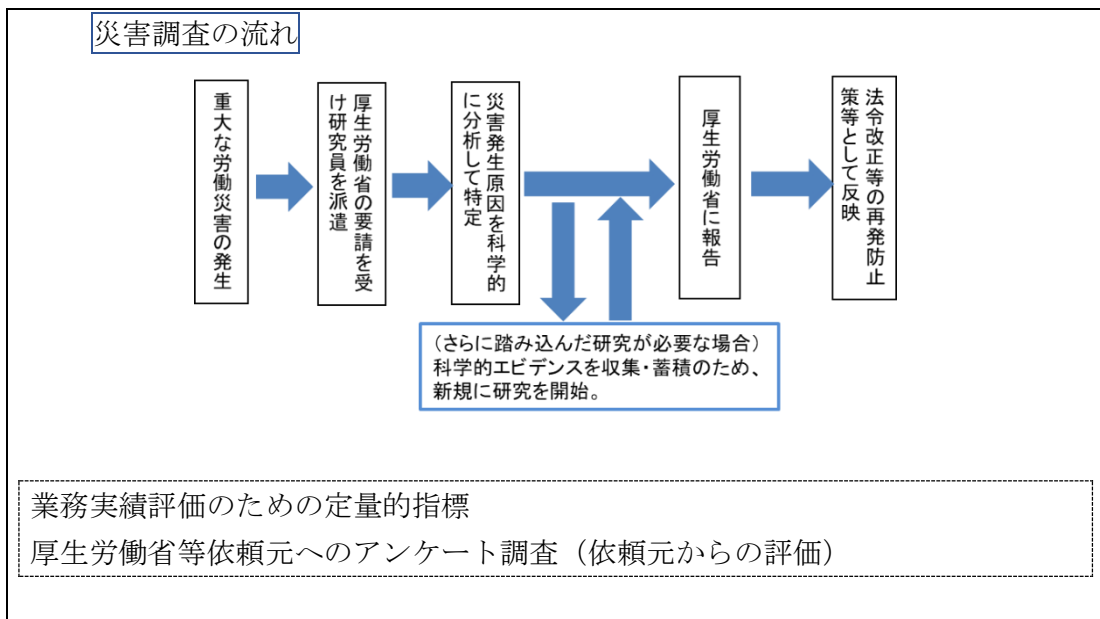 災害調査の流れ
重大な労働災害の発生
厚生労働省の要請を受
け研究員を派遣
災害発生原因を科学的
に分析して特定
厚生労働省に報告
法令改正等の再発防止
策等として反映
(さらに踏み込んだ研究が必要な場合)
科学的エビデンスを収集・蓄積のため、
新規に研究を開始。
業務実績評価のための定量的指標
厚生労働省等依頼元へのアンケート調査（依頼元からの評価）